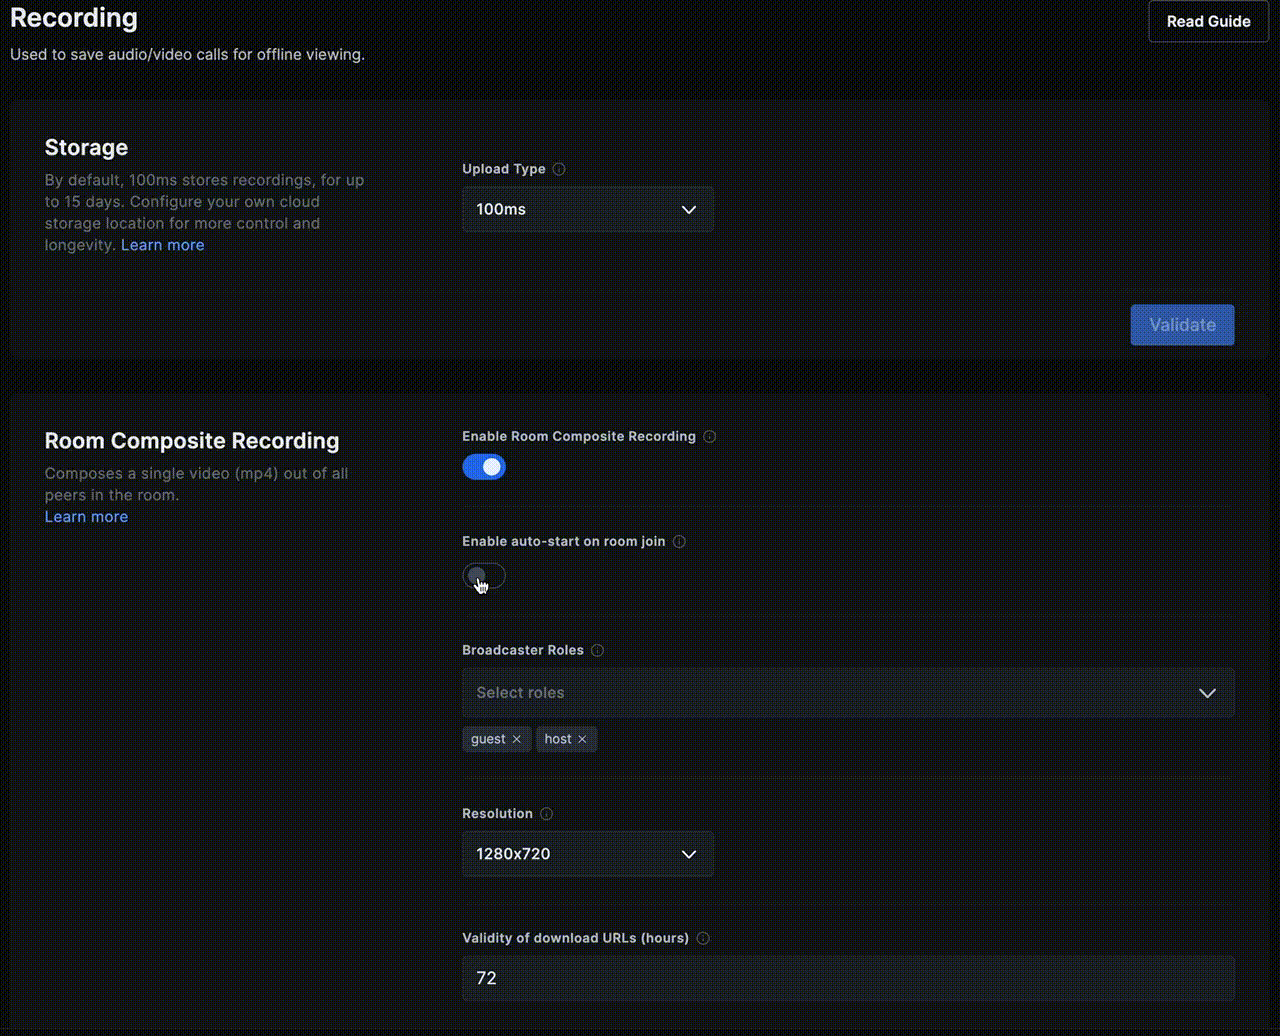 Recording
Read Guide
Used to save audio/video calls for offline viewing.
Storage
By default, 100ms stores recordings, for up
to 15 days. Configure your own cloud
storage location for more control and
longevity. Learn more
Upload Type
100ms
Validate
Room Composite Recording
Composes a single video (mp4) out of all
peers in the room.
Learn more
Enable Room Composite Recording
Enable auto-start on room join
Broadcaster Roles
Select roles
guest × host ×
Resolution
1280x720
Validity of download URLs (hours)
72